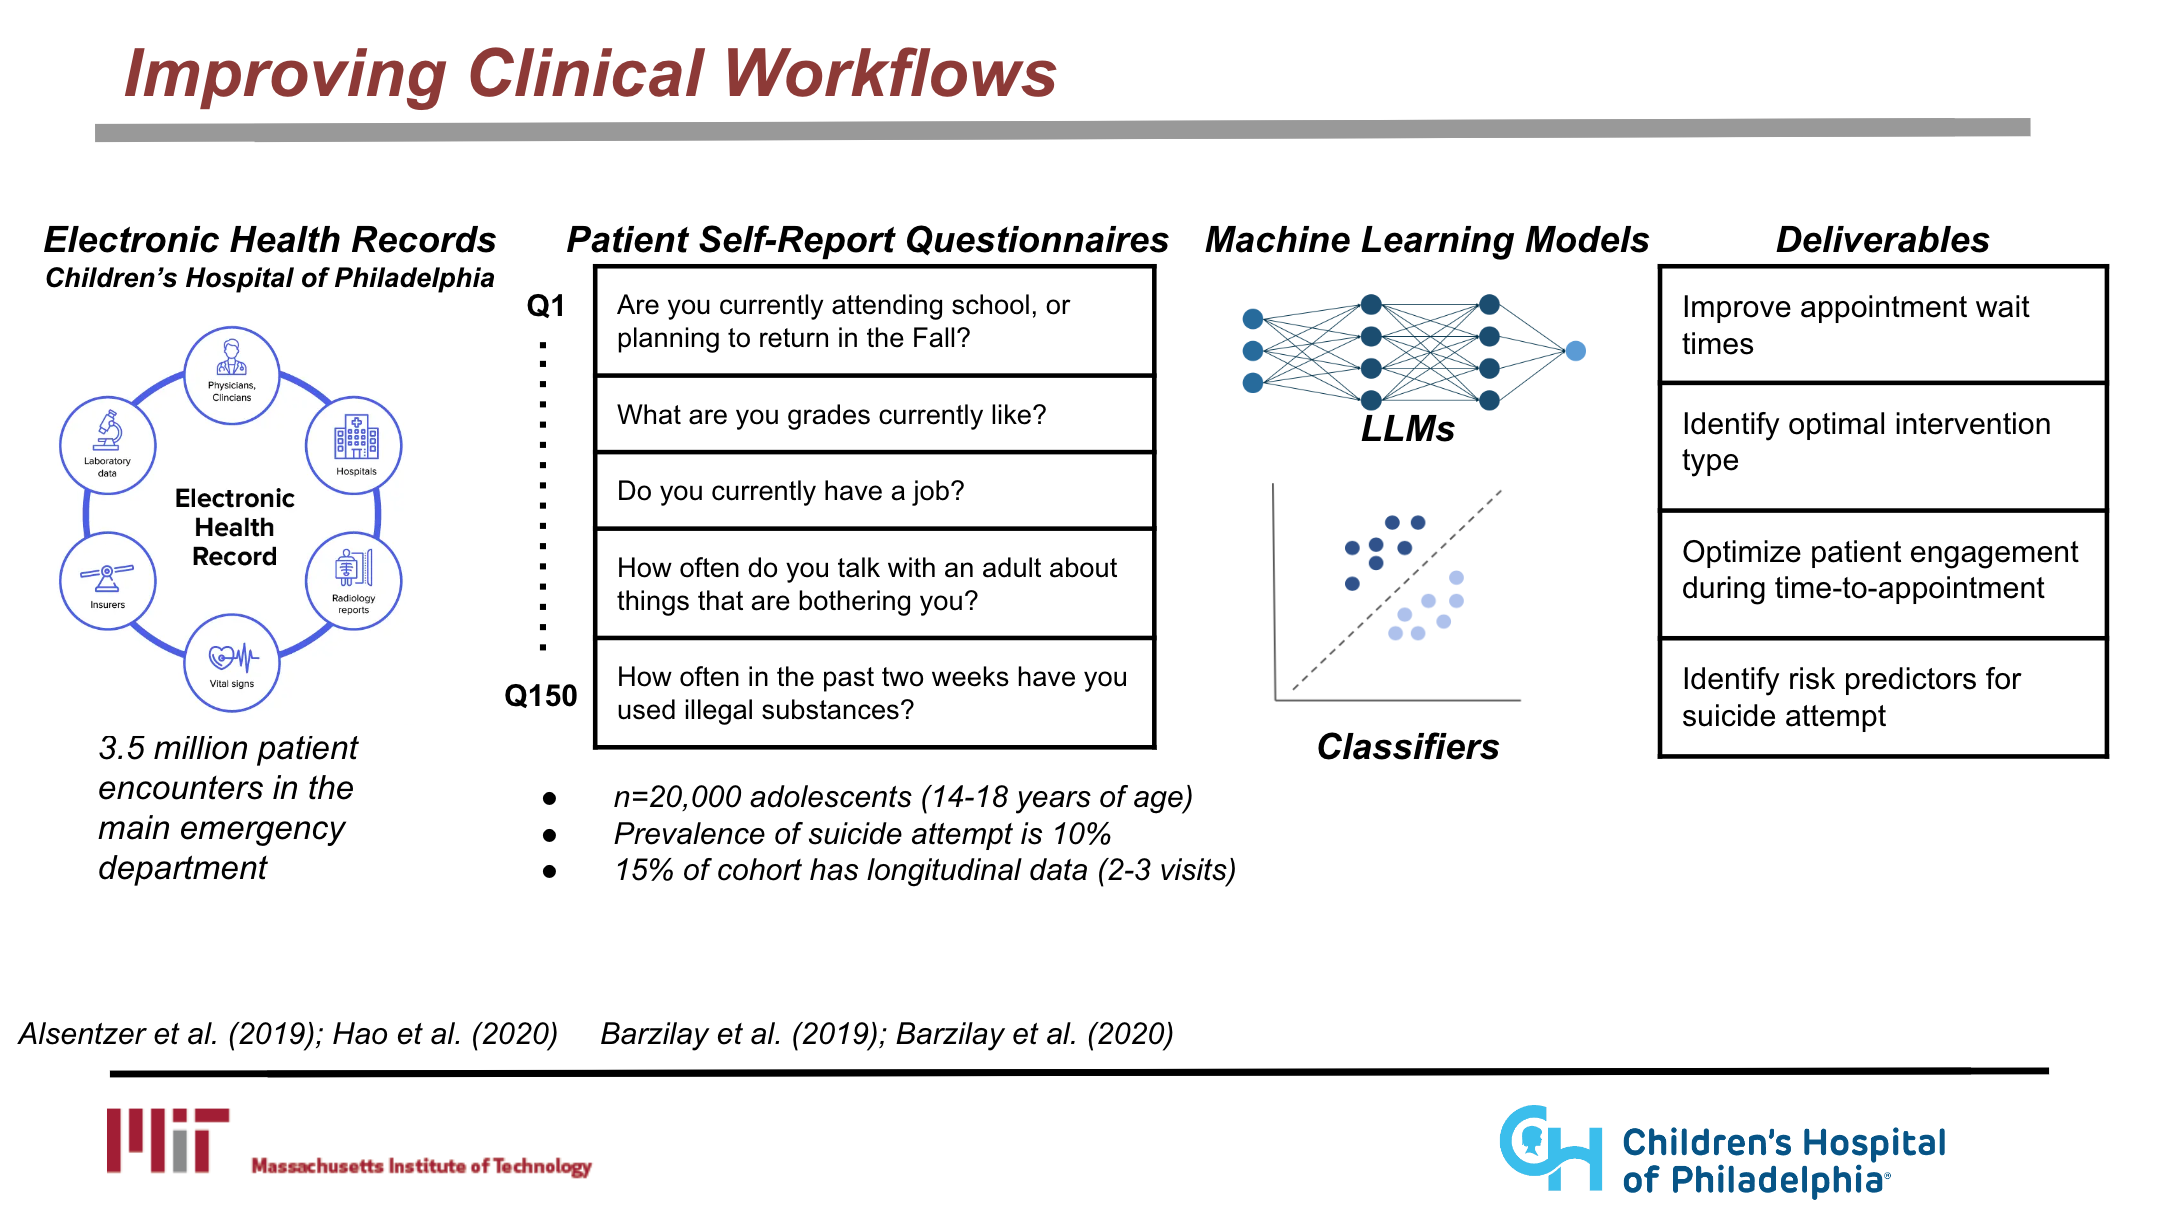 Improving Clinical Workflows
Electronic Health Records
Children's Hospital of Philadelphia
Physicians,
Clincians
Laboratory
data
Hospitals
Electronic
Health
Record
Insurers
Radiology
reports
Vital signs
3.5 million patient
encounters in the
main emergency
department
Patient Self-Report Questionnaires
Q1
Are you currently attending school, or
planning to return in the Fall?
What are you grades currently like?
Do you currently have a job?
How often do you talk with an adult about
things that are bothering you?
Q150
How often in the past two weeks have you
used illegal substances?
● n=20,000 adolescents (14-18 years of age)
● Prevalence of suicide attempt is 10%
● 15% of cohort has longitudinal data (2-3 visits)
Machine Learning Models
LLMs
Classifiers
Deliverables
Improve appointment wait
times
Identify optimal intervention
type
Optimize patient engagement
during time-to-appointment
Identify risk predictors for
suicide attempt
Alsentzer et al. (2019); Hao et al. (2020)
Barzilay et al. (2019); Barzilay et al. (2020)
MIT
Massachusetts Institute of Technology
CH
Children's Hospital
of Philadelphia®